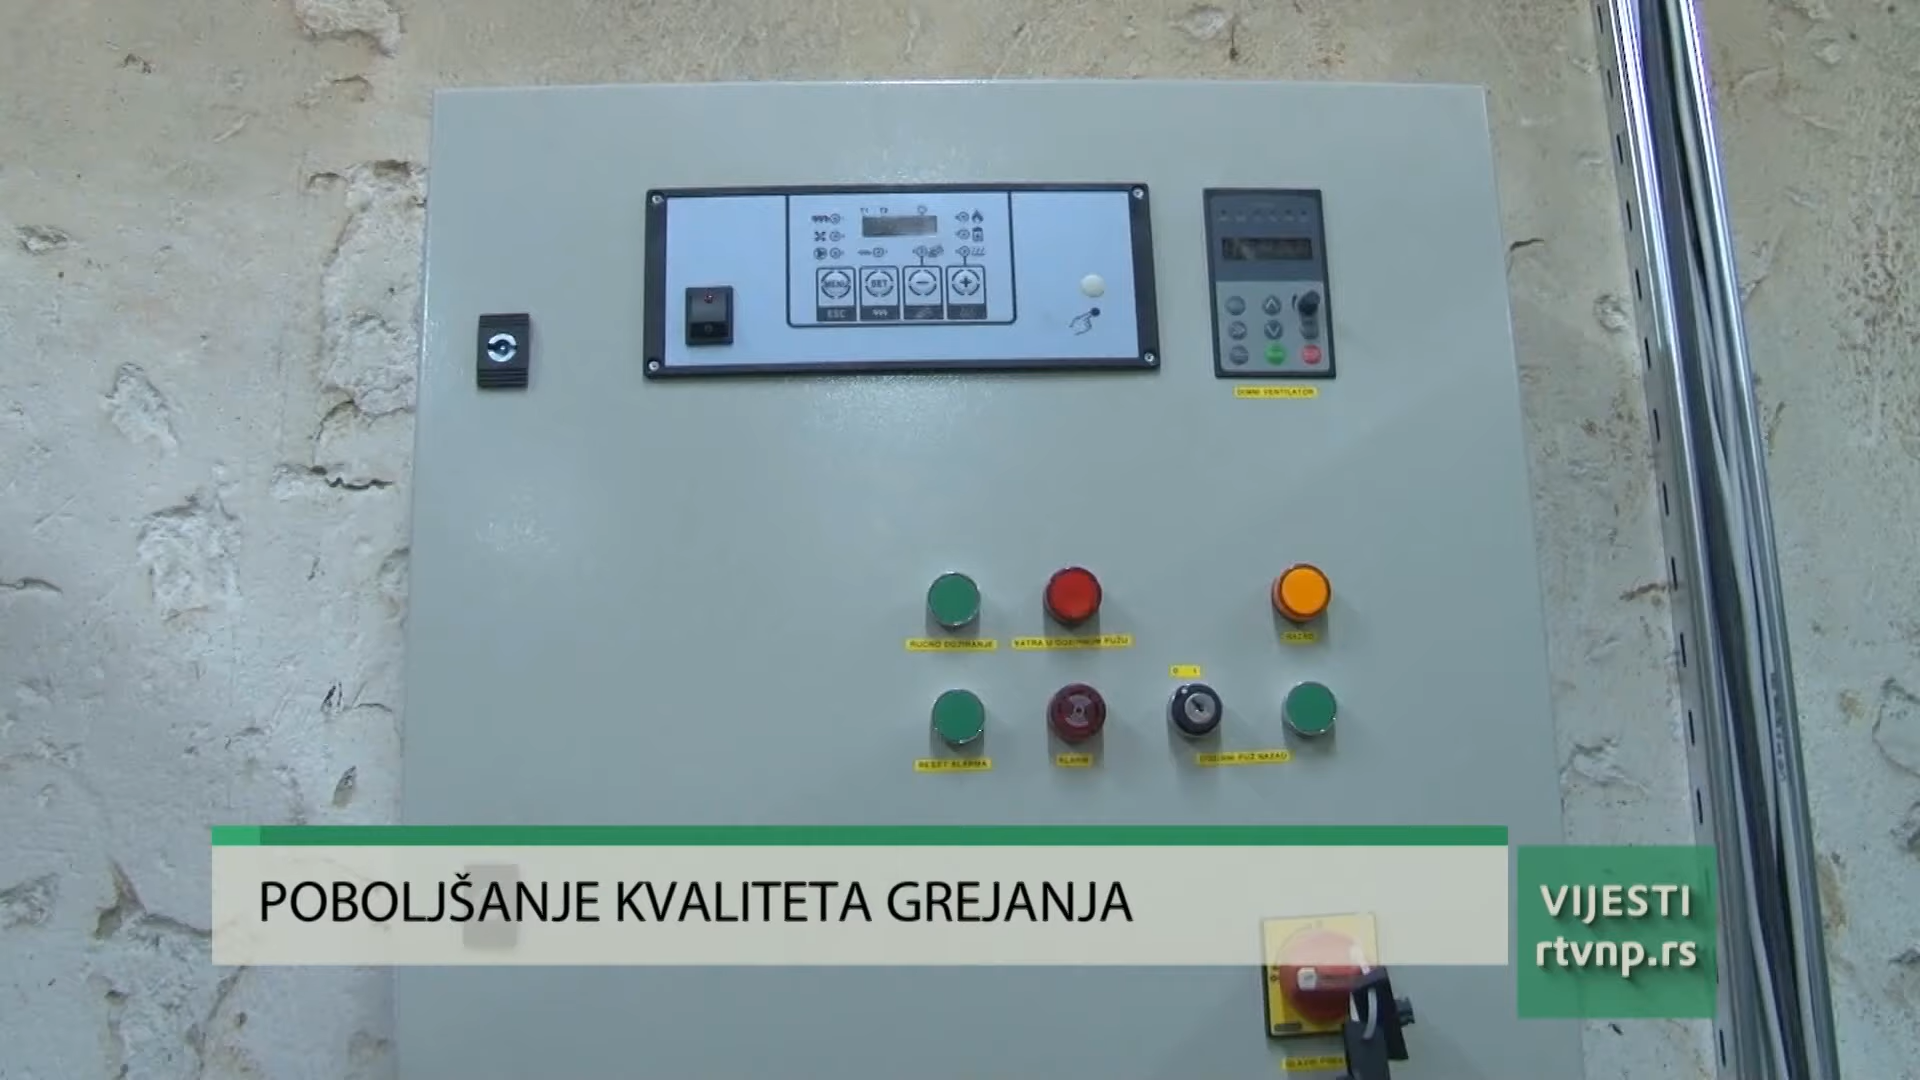 MENU
SET
ESC
DIMNI VENTILATOR
RUČNO DOZIRANJE
VATRA U DOZIRNOM PUŽU
NAZAD
0 1
RESET ALARMA
ALARM
DOZIRNI PUŽ NAZAD
POBOLJŠANJE KVALITETA GREJANJA
VIJESTI
rtvnp.rs